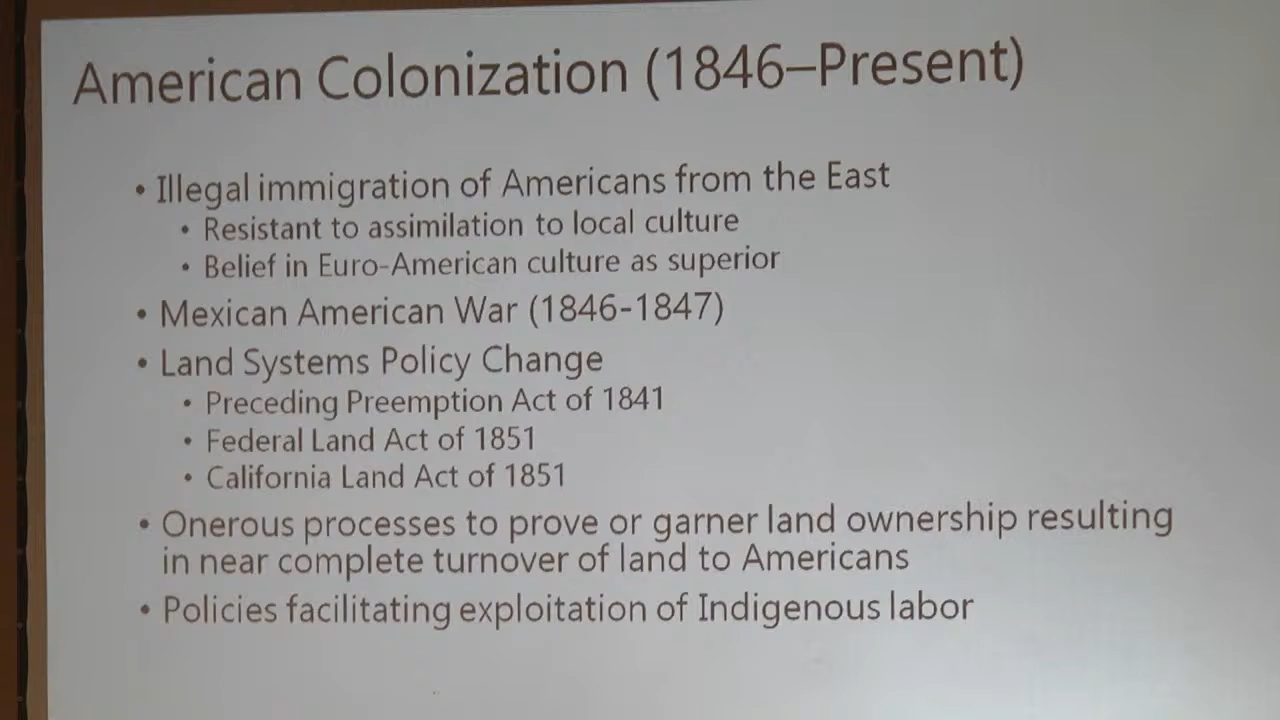 American Colonization (1846–Present)
• Illegal immigration of Americans from the East
• Resistant to assimilation to local culture
• Belief in Euro-American culture as superior
• Mexican American War (1846-1847)
• Land Systems Policy Change
• Preceding Preemption Act of 1841
• Federal Land Act of 1851
• California Land Act of 1851
• Onerous processes to prove or garner land ownership resulting
in near complete turnover of land to Americans
• Policies facilitating exploitation of Indigenous labor